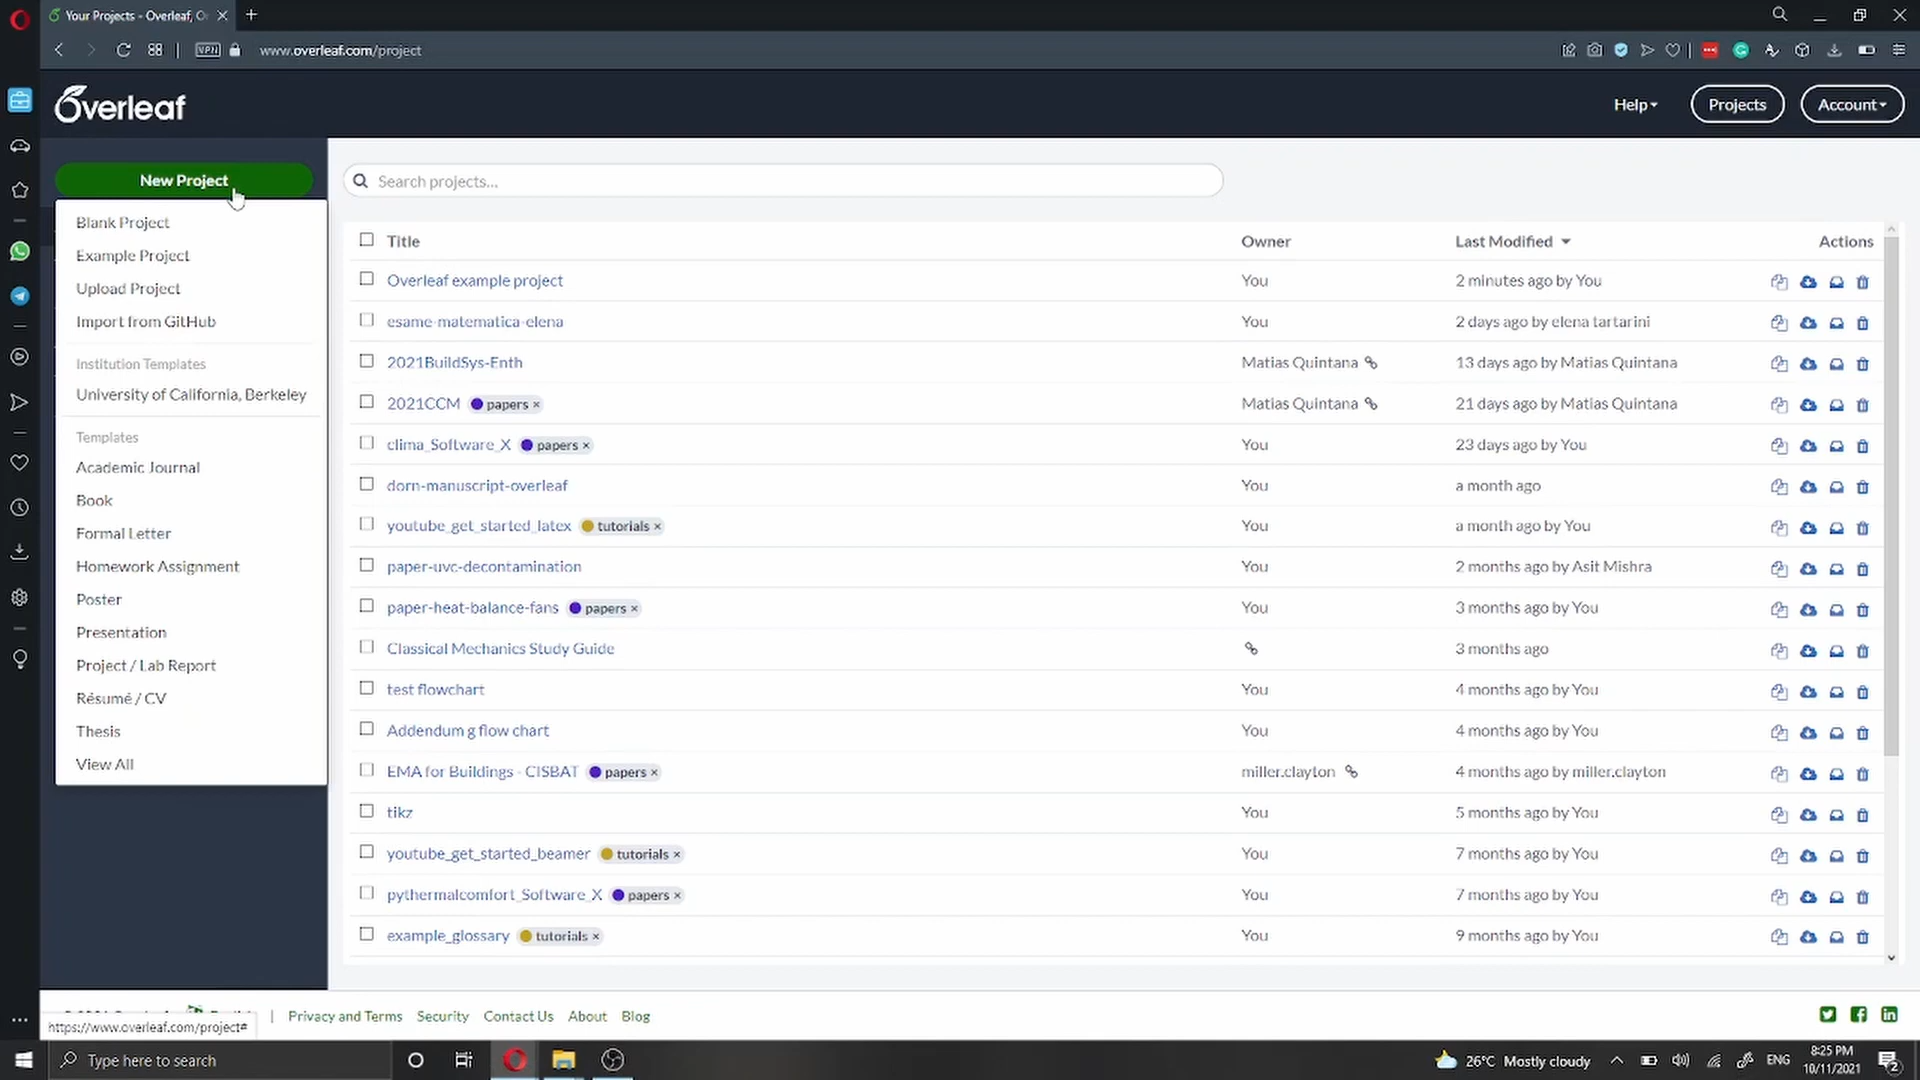 Your Projects - Overleaf, O
VPN
www.overleaf.com/project
Overleaf
Help
Projects
Account
New Project
Search projects...
Blank Project
Example Project
Upload Project
Import from GitHub
Institution Templates
University of California, Berkeley
Templates
Academic Journal
Book
Formal Letter
Homework Assignment
Poster
Presentation
Project / Lab Report
Résumé / CV
Thesis
View All
Title Owner Last Modified Actions
Overleaf example project You 2 minutes ago by You
esame-matematica-elena You 2 days ago by elena tartarini
2021BuildSys-Enth Matias Quintana 13 days ago by Matias Quintana
2021CCM papers × Matias Quintana 21 days ago by Matias Quintana
clima_Software_X papers × You 23 days ago by You
dorn-manuscript-overleaf You a month ago
youtube_get_started_latex tutorials × You a month ago by You
paper-uvc-decontamination You 2 months ago by Asit Mishra
paper-heat-balance-fans papers × You 3 months ago by You
Classical Mechanics Study Guide 3 months ago
test flowchart You 4 months ago by You
Addendum g flow chart You 4 months ago by You
EMA for Buildings - CISBAT papers × miller.clayton 4 months ago by miller.clayton
tikz You 5 months ago by You
youtube_get_started_beamer tutorials × You 7 months ago by You
pythermalcomfort_Software_X papers × You 7 months ago by You
example_glossary tutorials × You 9 months ago by You
Privacy and Terms Security Contact Us About Blog
https://www.overleaf.com/project#
Type here to search
26°C Mostly cloudy
ENG
8:25 PM
10/11/2021
2